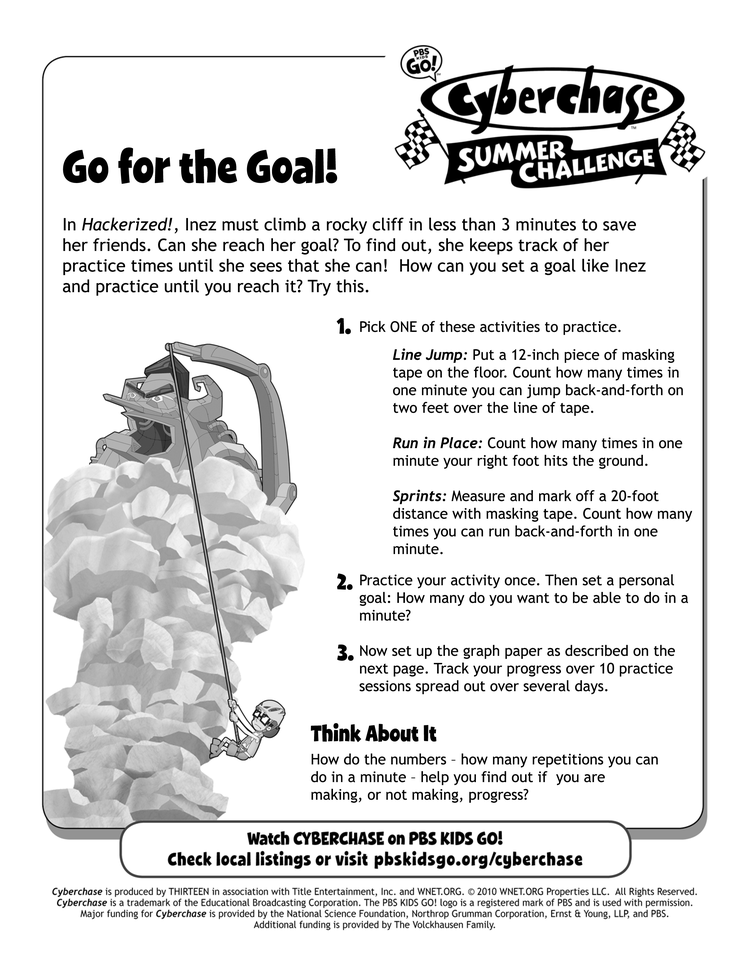 PBS
KIDS
GO!
Cyberchase™
SUMMER
CHALLENGE
Go for the Goal!
In Hackerized!, Inez must climb a rocky cliff in less than 3 minutes to save
her friends. Can she reach her goal? To find out, she keeps track of her
practice times until she sees that she can!  How can you set a goal like Inez
and practice until you reach it? Try this.
1. Pick ONE of these activities to practice.
Line Jump: Put a 12-inch piece of masking
tape on the floor. Count how many times in
one minute you can jump back-and-forth on
two feet over the line of tape.
Run in Place: Count how many times in one
minute your right foot hits the ground.
Sprints: Measure and mark off a 20-foot
distance with masking tape. Count how many
times you can run back-and-forth in one
minute.
2. Practice your activity once. Then set a personal
goal: How many do you want to be able to do in a
minute?
3. Now set up the graph paper as described on the
next page. Track your progress over 10 practice
sessions spread out over several days.
Think About It
How do the numbers – how many repetitions you can
do in a minute – help you find out if  you are
making, or not making, progress?
Watch CYBERCHASE on PBS KIDS GO!
Check local listings or visit pbskidsgo.org/cyberchase
Cyberchase is produced by THIRTEEN in association with Title Entertainment, Inc. and WNET.ORG. © 2010 WNET.ORG Properties LLC.  All Rights Reserved.
Cyberchase is a trademark of the Educational Broadcasting Corporation. The PBS KIDS GO! logo is a registered mark of PBS and is used with permission.
Major funding for Cyberchase is provided by the National Science Foundation, Northrop Grumman Corporation, Ernst & Young, LLP, and PBS.
Additional funding is provided by The Volckhausen Family.